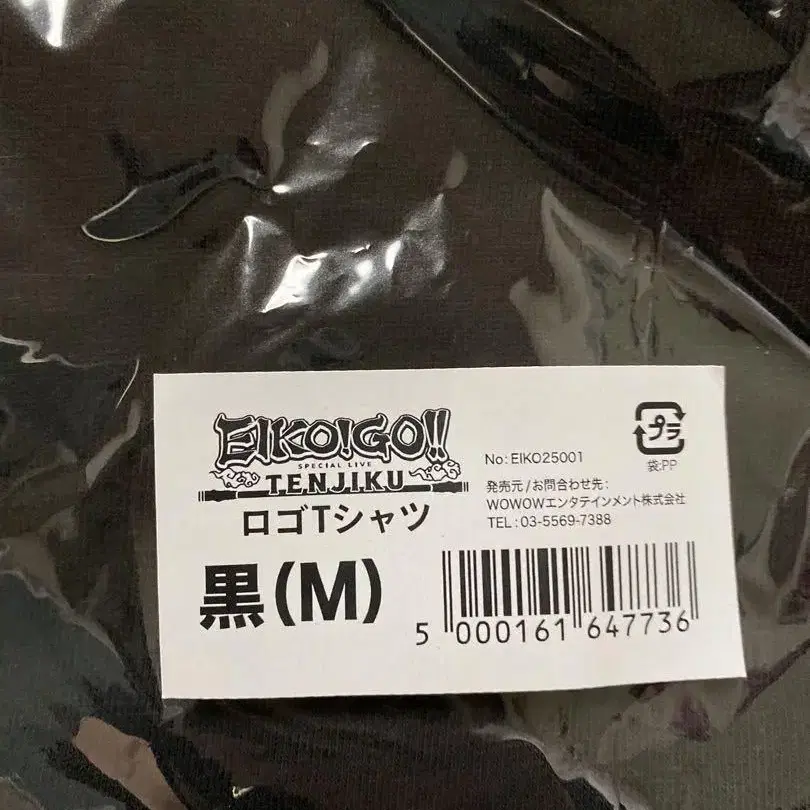 EIKO!GO!!
SPECIAL LIVE
TENJIKU
ロゴTシャツ
黒(M)
No:EIKO25001
発売元/お問合わせ先:
WOWOWエンタテインメント株式会社
TEL:03-5569-7388
プラ
袋:PP
5 000161 647736